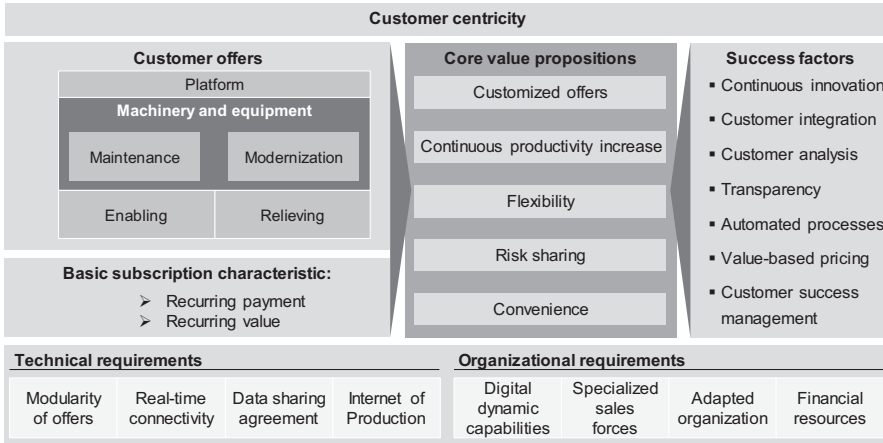 Customer centricity
Customer offers
Platform
Machinery and equipment
Maintenance
Modernization
Enabling
Relieving
Basic subscription characteristic:
➢ Recurring payment
➢ Recurring value
Core value propositions
Customized offers
Continuous productivity increase
Flexibility
Risk sharing
Convenience
Success factors
▪ Continuous innovation
▪ Customer integration
▪ Customer analysis
▪ Transparency
▪ Automated processes
▪ Value-based pricing
▪ Customer success
management
Technical requirements
Modularity
of offers
Real-time
connectivity
Data sharing
agreement
Internet of
Production
Organizational requirements
Digital
dynamic
capabilities
Specialized
sales
forces
Adapted
organization
Financial
resources